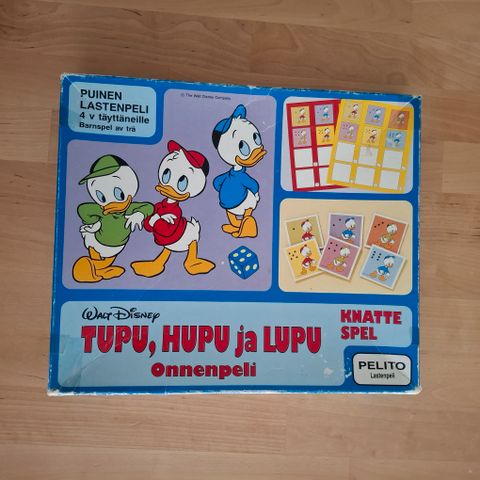 PUINEN
LASTENPELI
4 v täyttäneille
Barnspel av trä
© The Walt Disney Company
WALT DISNEY
TUPU, HUPU ja LUPU
Onnenpeli
KNATTE
SPEL
PELITO
Lastenpeli